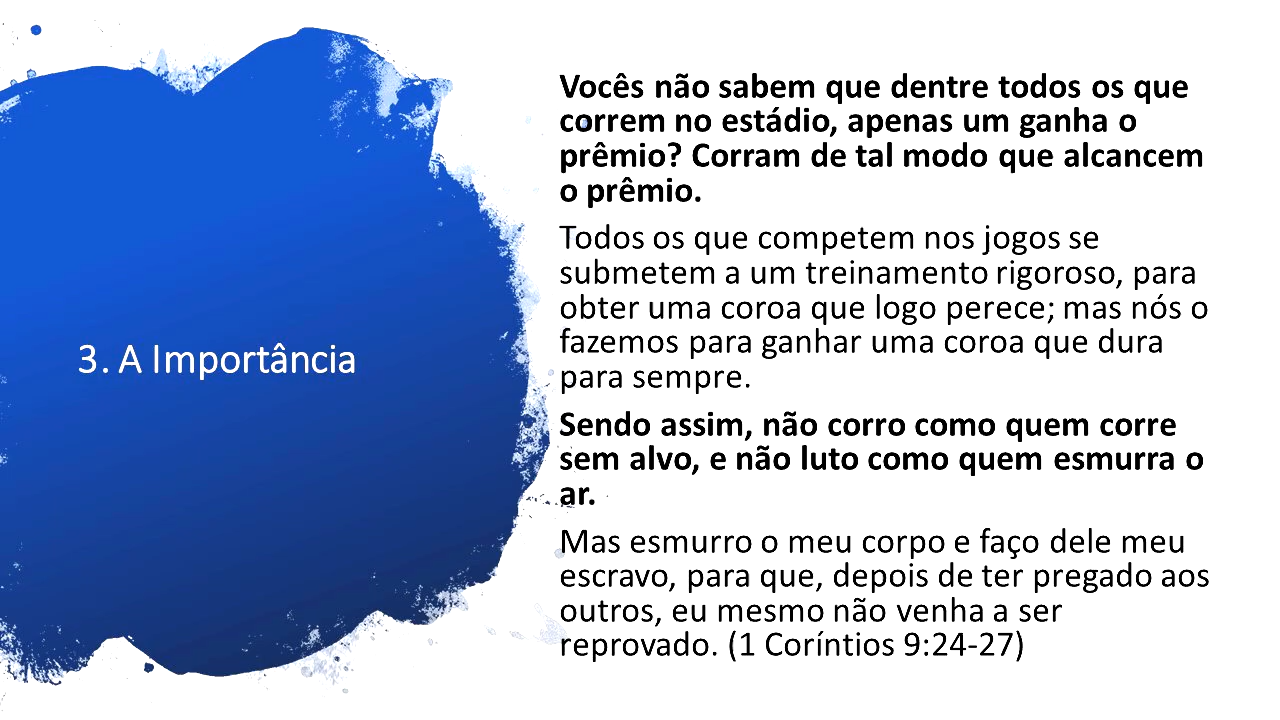 3. A Importância
Vocês não sabem que dentre todos os que
correm no estádio, apenas um ganha o
prêmio? Corram de tal modo que alcancem
o prêmio.
Todos os que competem nos jogos se
submetem a um treinamento rigoroso, para
obter uma coroa que logo perece; mas nós o
fazemos para ganhar uma coroa que dura
para sempre.
Sendo assim, não corro como quem corre
sem alvo, e não luto como quem esmurra o
ar.
Mas esmurro o meu corpo e faço dele meu
escravo, para que, depois de ter pregado aos
outros, eu mesmo não venha a ser
reprovado. (1 Coríntios 9:24-27)